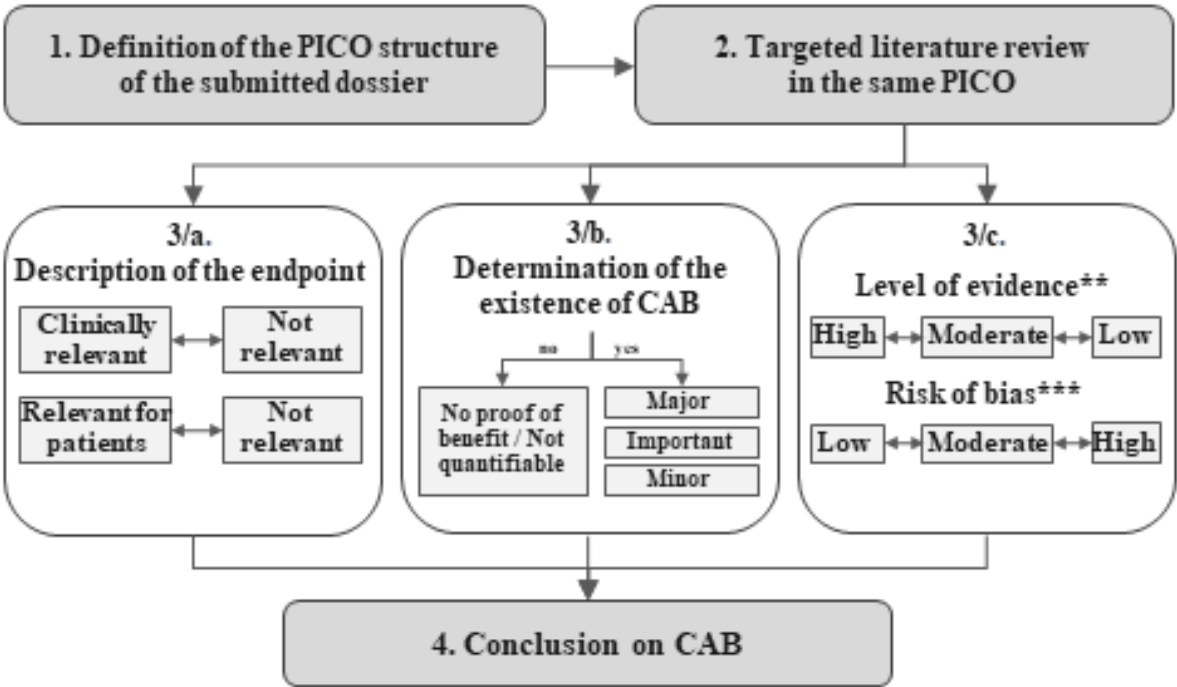 1. Definition of the PICO structure
of the submitted dossier
2. Targeted literature review
in the same PICO
3/a.
Description of the endpoint
Clinically
relevant
Not
relevant
Relevant for
patients
Not
relevant
3/b.
Determination of the
existence of CAB
no
yes
No proof of
benefit / Not
quantifiable
Major
Important
Minor
3/c.
Level of evidence**
High
Moderate
Low
Risk of bias***
Low
Moderate
High
4. Conclusion on CAB